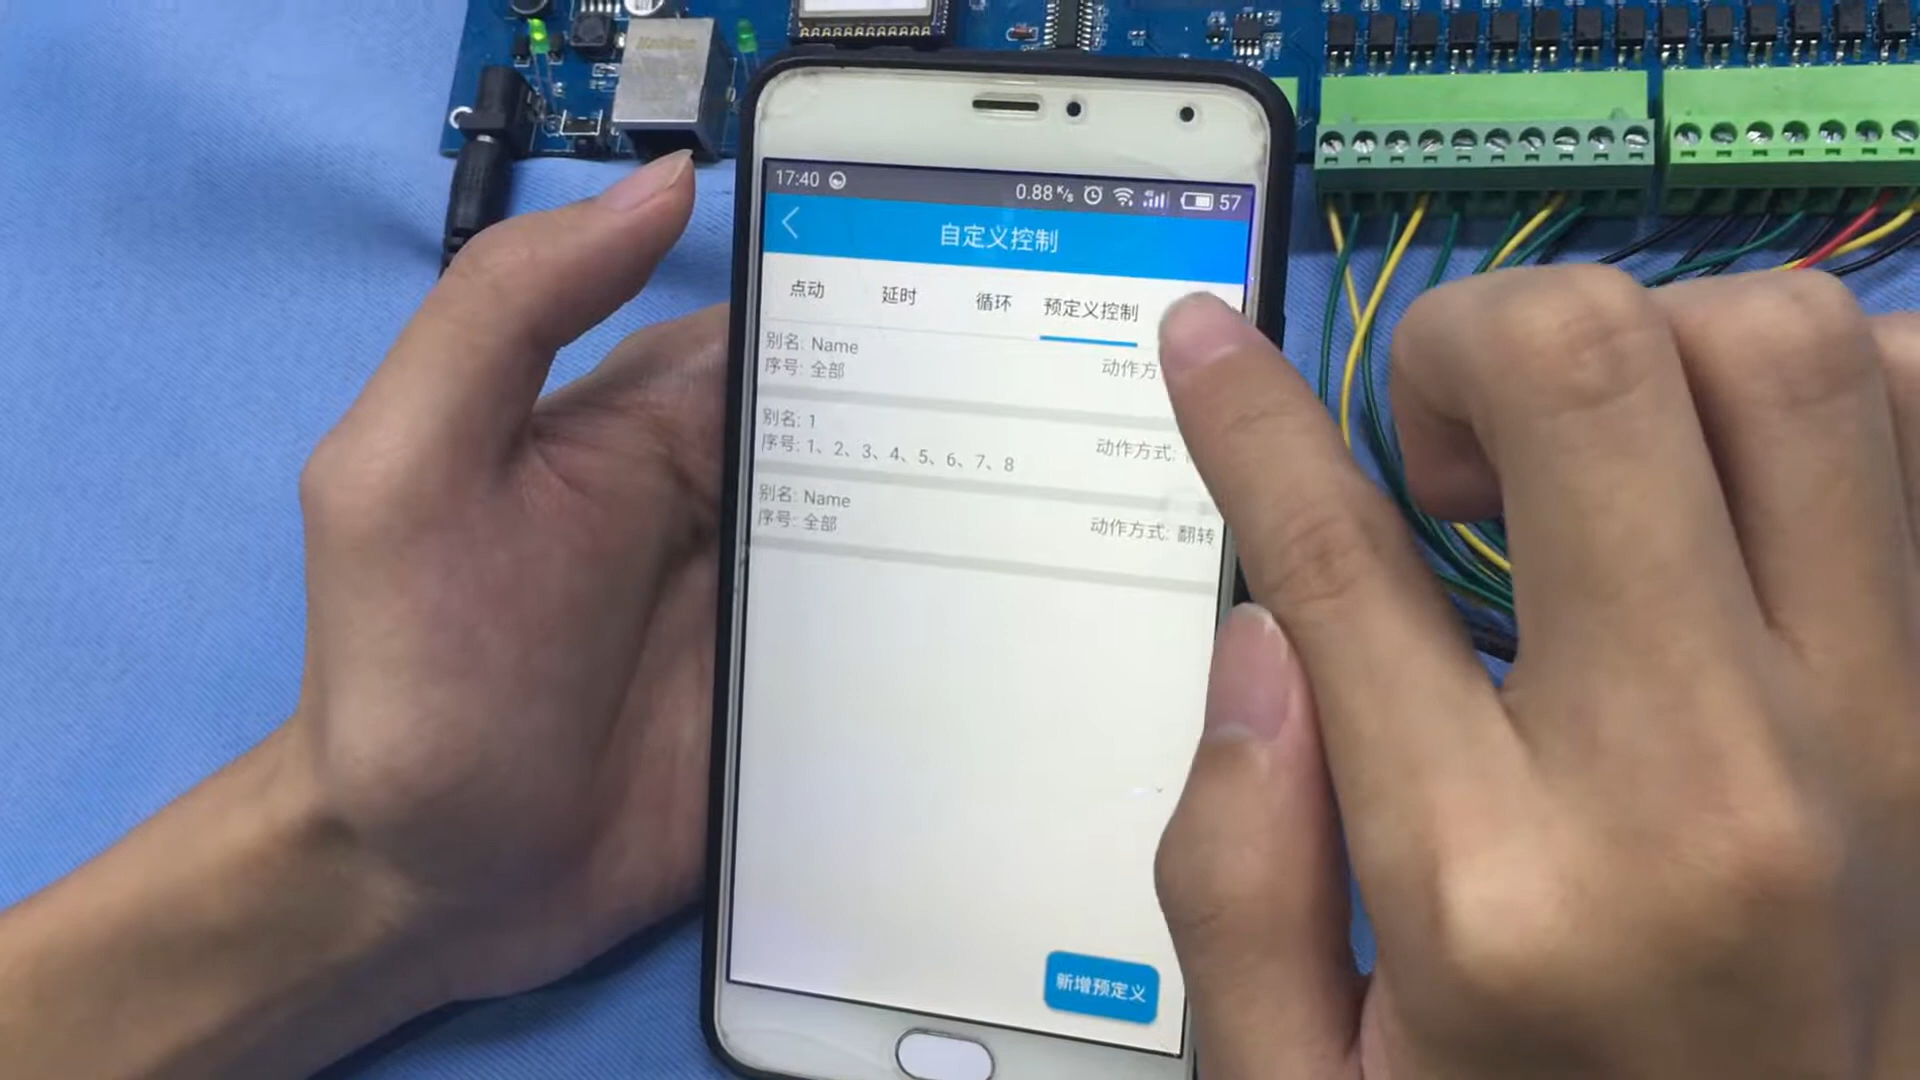 17:40 0.88 K/s 57
自定义控制
点动 延时 循环 预定义控制
别名: Name
序号: 全部 动作方
别名: 1
序号: 1、2、3、4、5、6、7、8 动作方式:
别名: Name
序号: 全部 动作方式: 翻转
新增预定义